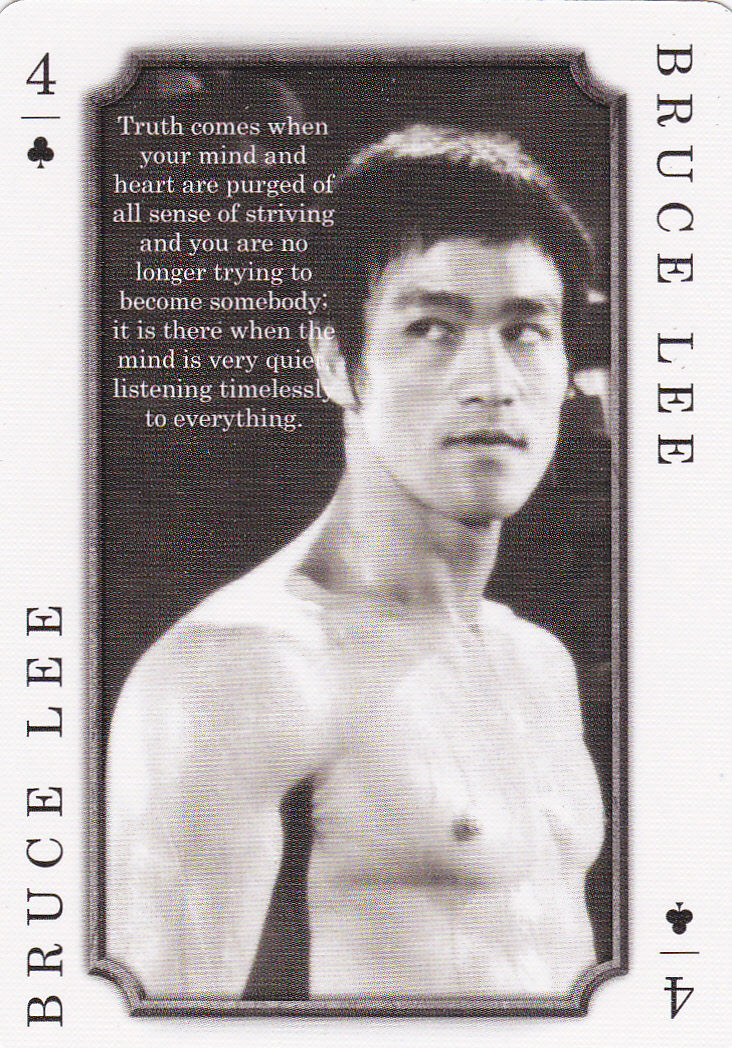 4
BRUCE LEE
Truth comes when
your mind and
heart are purged of
all sense of striving
and you are no
longer trying to
become somebody;
it is there when the
mind is very quiet
listening timelessly
to everything.
BRUCE LEE
4